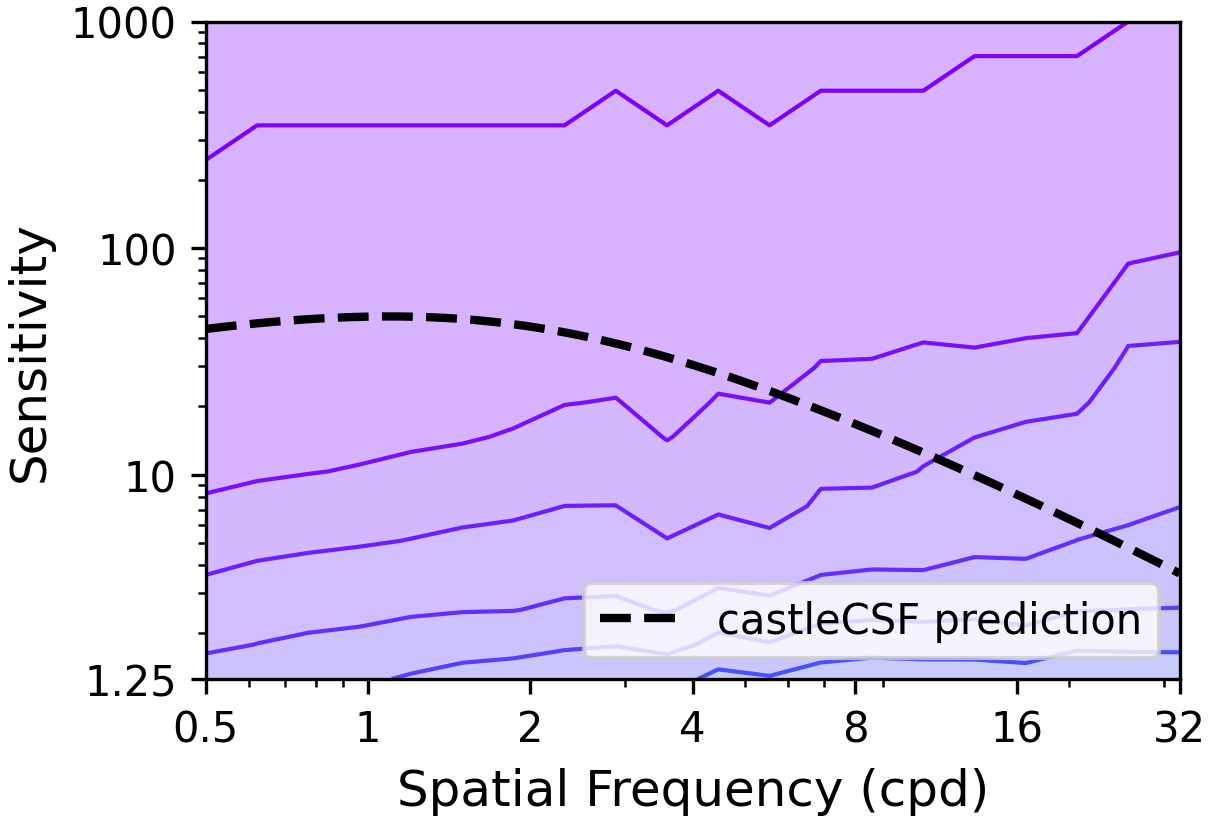 1000
100
10
1.25
Sensitivity
castleCSF prediction
0.5 1 2 4 8 16 32
Spatial Frequency (cpd)